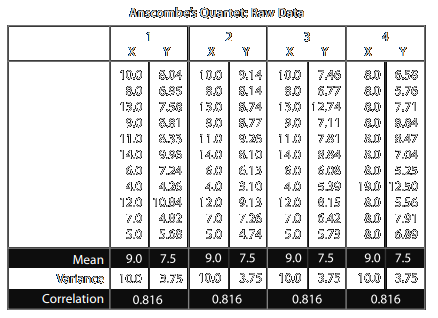 Anscombe's Quartet: Raw Data
1 2 3 4
X Y X Y X Y X Y
10.0 8.04 10.0 9.14 10.0 7.46 8.0 6.58
8.0 6.95 8.0 8.14 8.0 6.77 8.0 5.76
13.0 7.58 13.0 8.74 13.0 12.74 8.0 7.71
9.0 8.81 9.0 8.77 9.0 7.11 8.0 8.84
11.0 8.33 11.0 9.26 11.0 7.81 8.0 8.47
14.0 9.96 14.0 8.10 14.0 8.84 8.0 7.04
6.0 7.24 6.0 6.13 6.0 6.08 8.0 5.25
4.0 4.26 4.0 3.10 4.0 5.39 19.0 12.50
12.0 10.84 12.0 9.13 12.0 8.15 8.0 5.56
7.0 4.82 7.0 7.26 7.0 6.42 8.0 7.91
5.0 5.68 5.0 4.74 5.0 5.73 8.0 6.89
Mean 9.0 7.5 9.0 7.5 9.0 7.5 9.0 7.5
Variance 10.0 3.75 10.0 3.75 10.0 3.75 10.0 3.75
Correlation 0.816 0.816 0.816 0.816